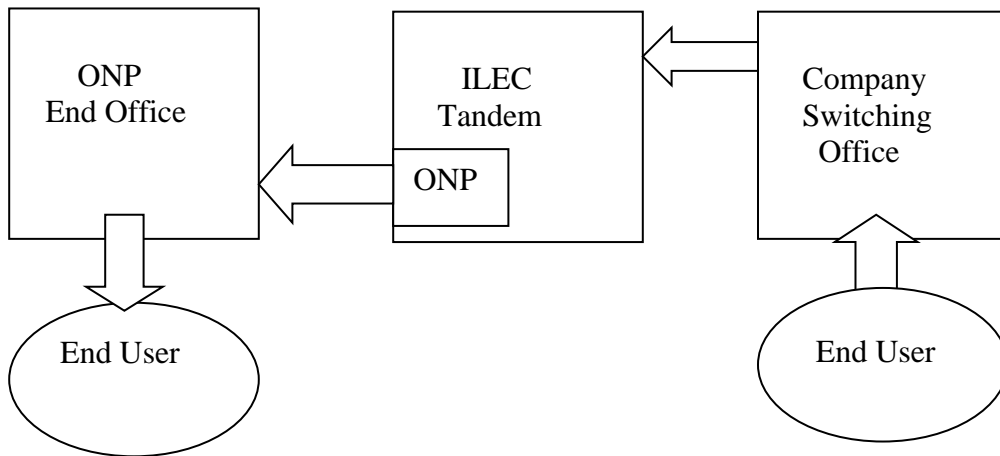 ONP
End Office
ILEC
Tandem
ONP
Company
Switching
Office
End User
End User